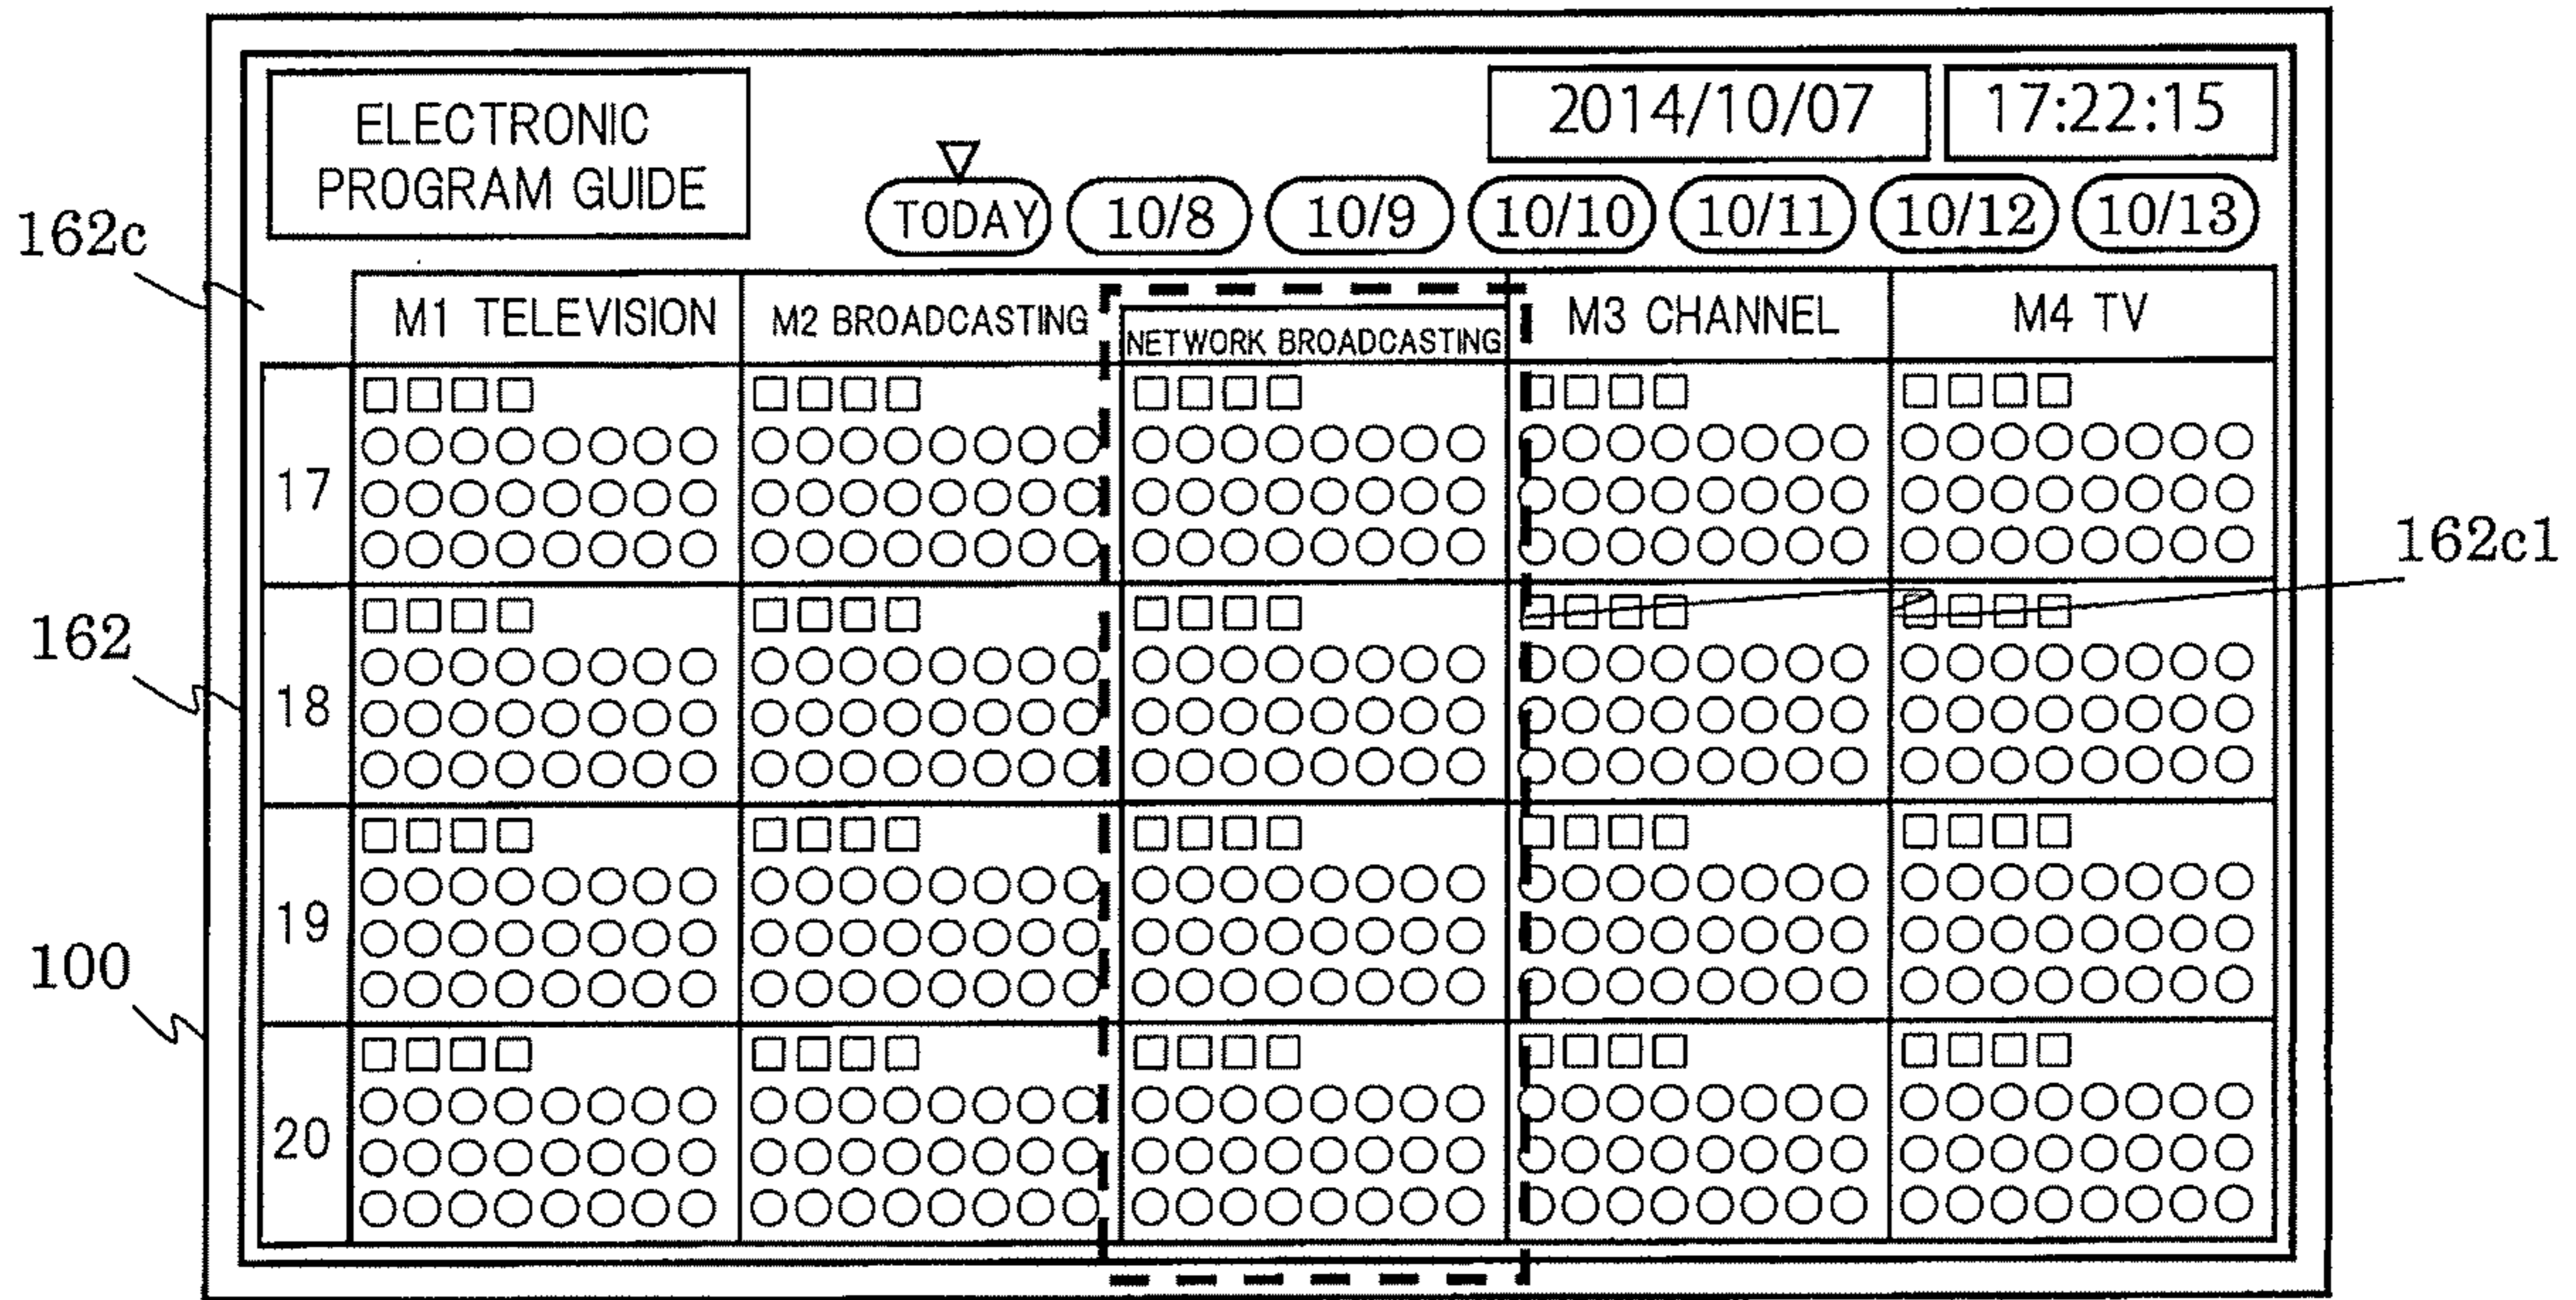 ELECTRONIC
PROGRAM GUIDE
2014/10/07 17:22:15
TODAY 10/8 10/9 10/10 10/11 10/12 10/13
162c
M1 TELEVISION M2 BROADCASTING NETWORK BROADCASTING M3 CHANNEL M4 TV
□□□□ □□□□ □□□□ □□□□ □□□□
○○○○○○○○ ○○○○○○○○ ○○○○○○○○ ○○○○○○○○ ○○○○○○○○
17 ○○○○○○○○ ○○○○○○○○ ○○○○○○○○ ○○○○○○○○ ○○○○○○○○
○○○○○○○○ ○○○○○○○○ ○○○○○○○○ ○○○○○○○○ ○○○○○○○○
162c1
□□□□ □□□□ □□□□ □□□□ □□□□
162
○○○○○○○○ ○○○○○○○○ ○○○○○○○○ ○○○○○○○○ ○○○○○○○○
18 ○○○○○○○○ ○○○○○○○○ ○○○○○○○○ ○○○○○○○○ ○○○○○○○○
○○○○○○○○ ○○○○○○○○ ○○○○○○○○ ○○○○○○○○ ○○○○○○○○
□□□□ □□□□ □□□□ □□□□ □□□□
○○○○○○○○ ○○○○○○○○ ○○○○○○○○ ○○○○○○○○ ○○○○○○○○
19 ○○○○○○○○ ○○○○○○○○ ○○○○○○○○ ○○○○○○○○ ○○○○○○○○
100
○○○○○○○○ ○○○○○○○○ ○○○○○○○○ ○○○○○○○○ ○○○○○○○○
□□□□ □□□□ □□□□ □□□□ □□□□
○○○○○○○○ ○○○○○○○○ ○○○○○○○○ ○○○○○○○○ ○○○○○○○○
20 ○○○○○○○○ ○○○○○○○○ ○○○○○○○○ ○○○○○○○○ ○○○○○○○○
○○○○○○○○ ○○○○○○○○ ○○○○○○○○ ○○○○○○○○ ○○○○○○○○